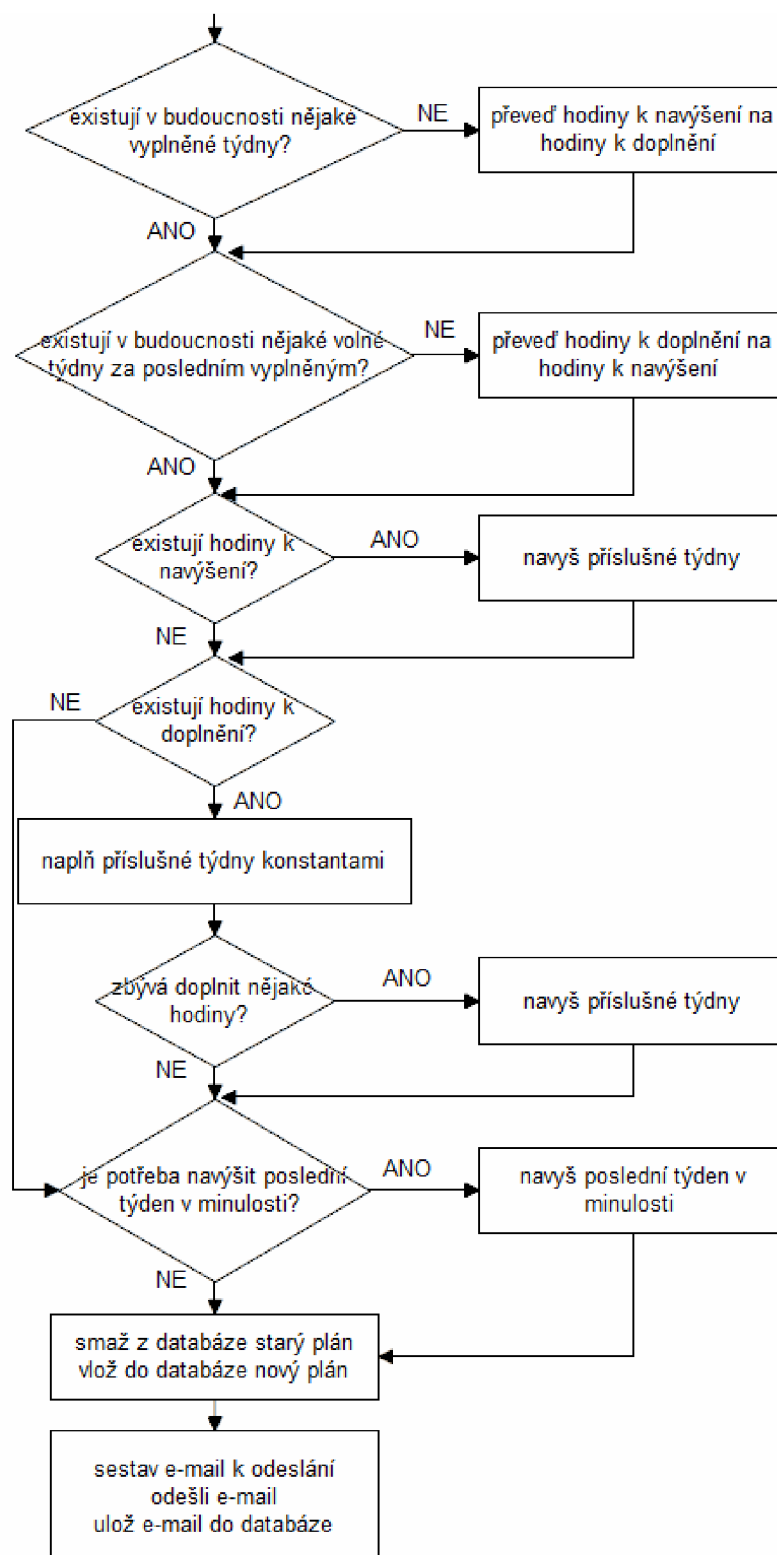 existují v budoucnosti nějaké
vyplněné týdny?
NE
převeď hodiny k navýšení na
hodiny k doplnění
ANO
existují v budoucnosti nějaké volné
týdny za posledním vyplněným?
NE
převeď hodiny k doplnění na
hodiny k navýšení
ANO
existují hodiny k
navýšení?
ANO
navyš příslušné týdny
NE
existují hodiny k
doplnění?
NE
ANO
naplň příslušné týdny konstantami
zbývá doplnit nějaké
hodiny?
ANO
navyš příslušné týdny
NE
je potřeba navýšit poslední
týden v minulosti?
ANO
navyš poslední týden v
minulosti
NE
smaž z databáze starý plán
vlož do databáze nový plán
sestav e-mail k odeslání
odešli e-mail
ulož e-mail do databáze